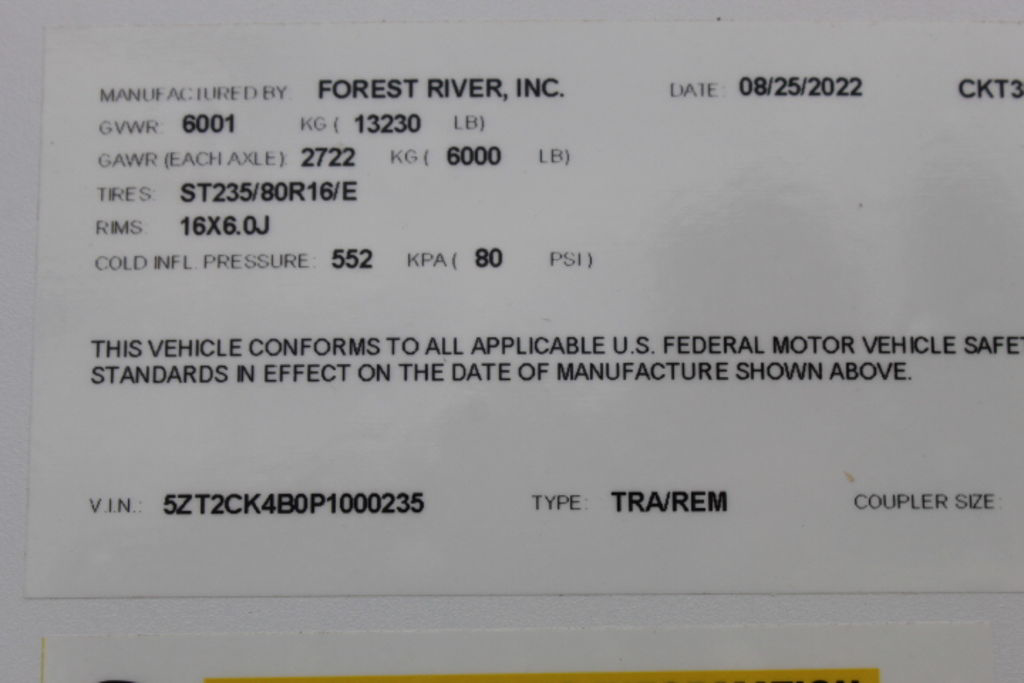 MANUFACTURED BY: FOREST RIVER, INC. DATE: 08/25/2022 CKT3
GVWR: 6001 KG ( 13230 LB)
GAWR (EACH AXLE): 2722 KG ( 6000 LB)
TIRES: ST235/80R16/E
RIMS: 16X6.0J
COLD INFL. PRESSURE: 552 KPA ( 80 PSI )
THIS VEHICLE CONFORMS TO ALL APPLICABLE U.S. FEDERAL MOTOR VEHICLE SAFET
STANDARDS IN EFFECT ON THE DATE OF MANUFACTURE SHOWN ABOVE.
V.I.N.: 5ZT2CK4B0P1000235 TYPE: TRA/REM COUPLER SIZE: